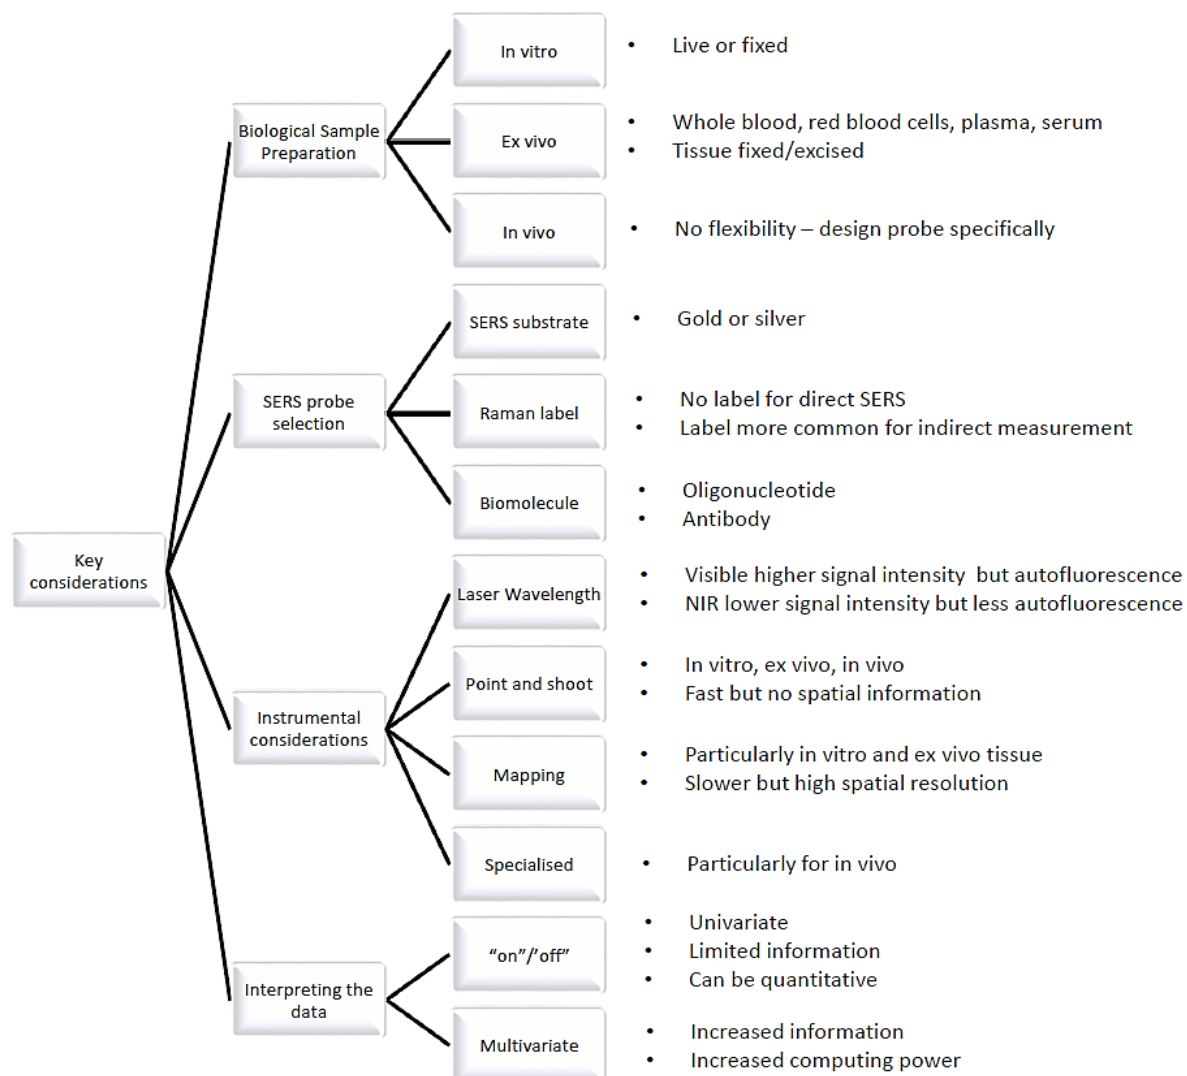 In vitro
• Live or fixed
Biological Sample
Preparation
Ex vivo
• Whole blood, red blood cells, plasma, serum
• Tissue fixed/excised
In vivo
• No flexibility – design probe specifically
SERS substrate
• Gold or silver
SERS probe
selection
Raman label
• No label for direct SERS
• Label more common for indirect measurement
Biomolecule
• Oligonucleotide
• Antibody
Key
considerations
Laser Wavelength
• Visible higher signal intensity but autofluorescence
• NIR lower signal intensity but less autofluorescence
Point and shoot
• In vitro, ex vivo, in vivo
• Fast but no spatial information
Instrumental
considerations
Mapping
• Particularly in vitro and ex vivo tissue
• Slower but high spatial resolution
Specialised
• Particularly for in vivo
"on"/'off"
• Univariate
• Limited information
• Can be quantitative
Interpreting the
data
Multivariate
• Increased information
• Increased computing power